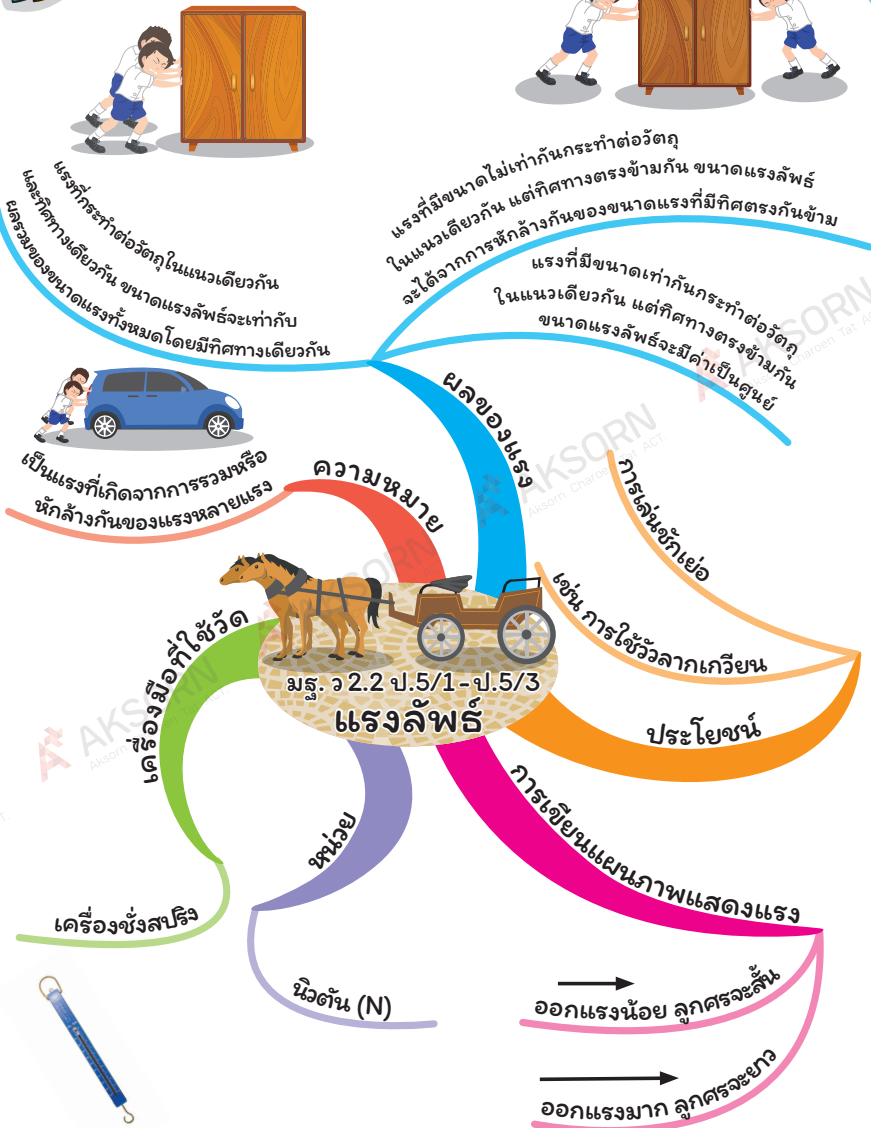 แรงที่กระทำต่อวัตถุในแนวเดียวกัน
และทิศทางเดียวกัน ขนาดแรงลัพธ์จะเท่ากับ
ผลรวมของขนาดแรงทั้งหมดโดยมีทิศทางเดียวกัน
แรงที่มีขนาดไม่เท่ากันกระทำต่อวัตถุ
ในแนวเดียวกัน แต่ทิศทางตรงข้ามกัน ขนาดแรงลัพธ์
จะได้จากการหักล้างกันของขนาดแรงที่มีทิศตรงกันข้าม
แรงที่มีขนาดเท่ากันกระทำต่อวัตถุ
ในแนวเดียวกัน แต่ทิศทางตรงข้ามกัน
ขนาดแรงลัพธ์จะมีค่าเป็นศูนย์
ผลของแรง
ความหมาย
เป็นแรงที่เกิดจากการรวมหรือ
หักล้างกันของแรงหลายแรง
การเล่นชักเย่อ
เช่น การใช้วัวลากเกวียน
ประโยชน์
มฐ. ว 2.2 ป.5/1-ป.5/3
แรงลัพธ์
เครื่องมือที่ใช้วัด
เครื่องชั่งสปริง
หน่วย
นิวตัน (N)
การเขียนแผนภาพแสดงแรง
ออกแรงน้อย ลูกศรจะสั้น
ออกแรงมาก ลูกศรจะยาว
AKSORN
Aksorn Charoen Tat ACT.
AKSORN
Aksorn Charoen Tat
AKSORN
AKSORN
Aksorn